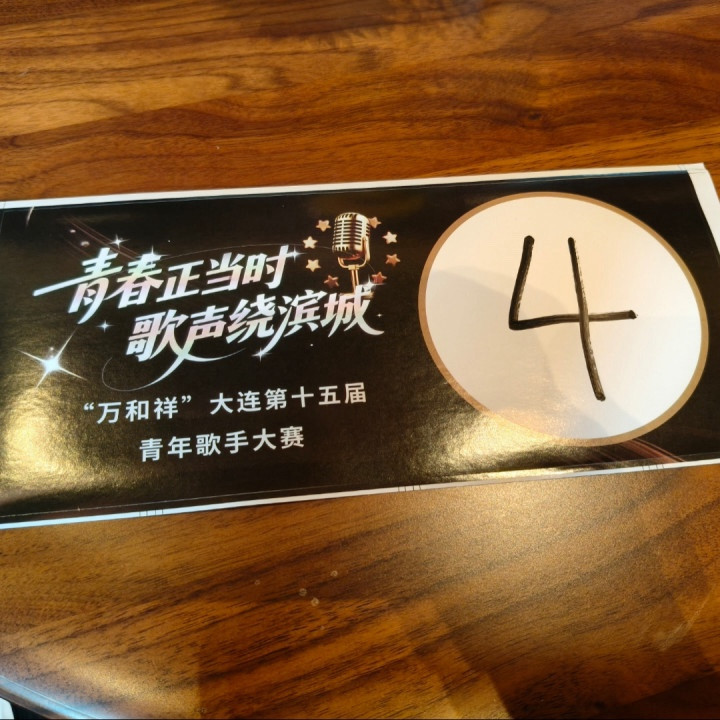 青春正当时
歌声绕滨城
“万和祥”大连第十五届
青年歌手大赛
4